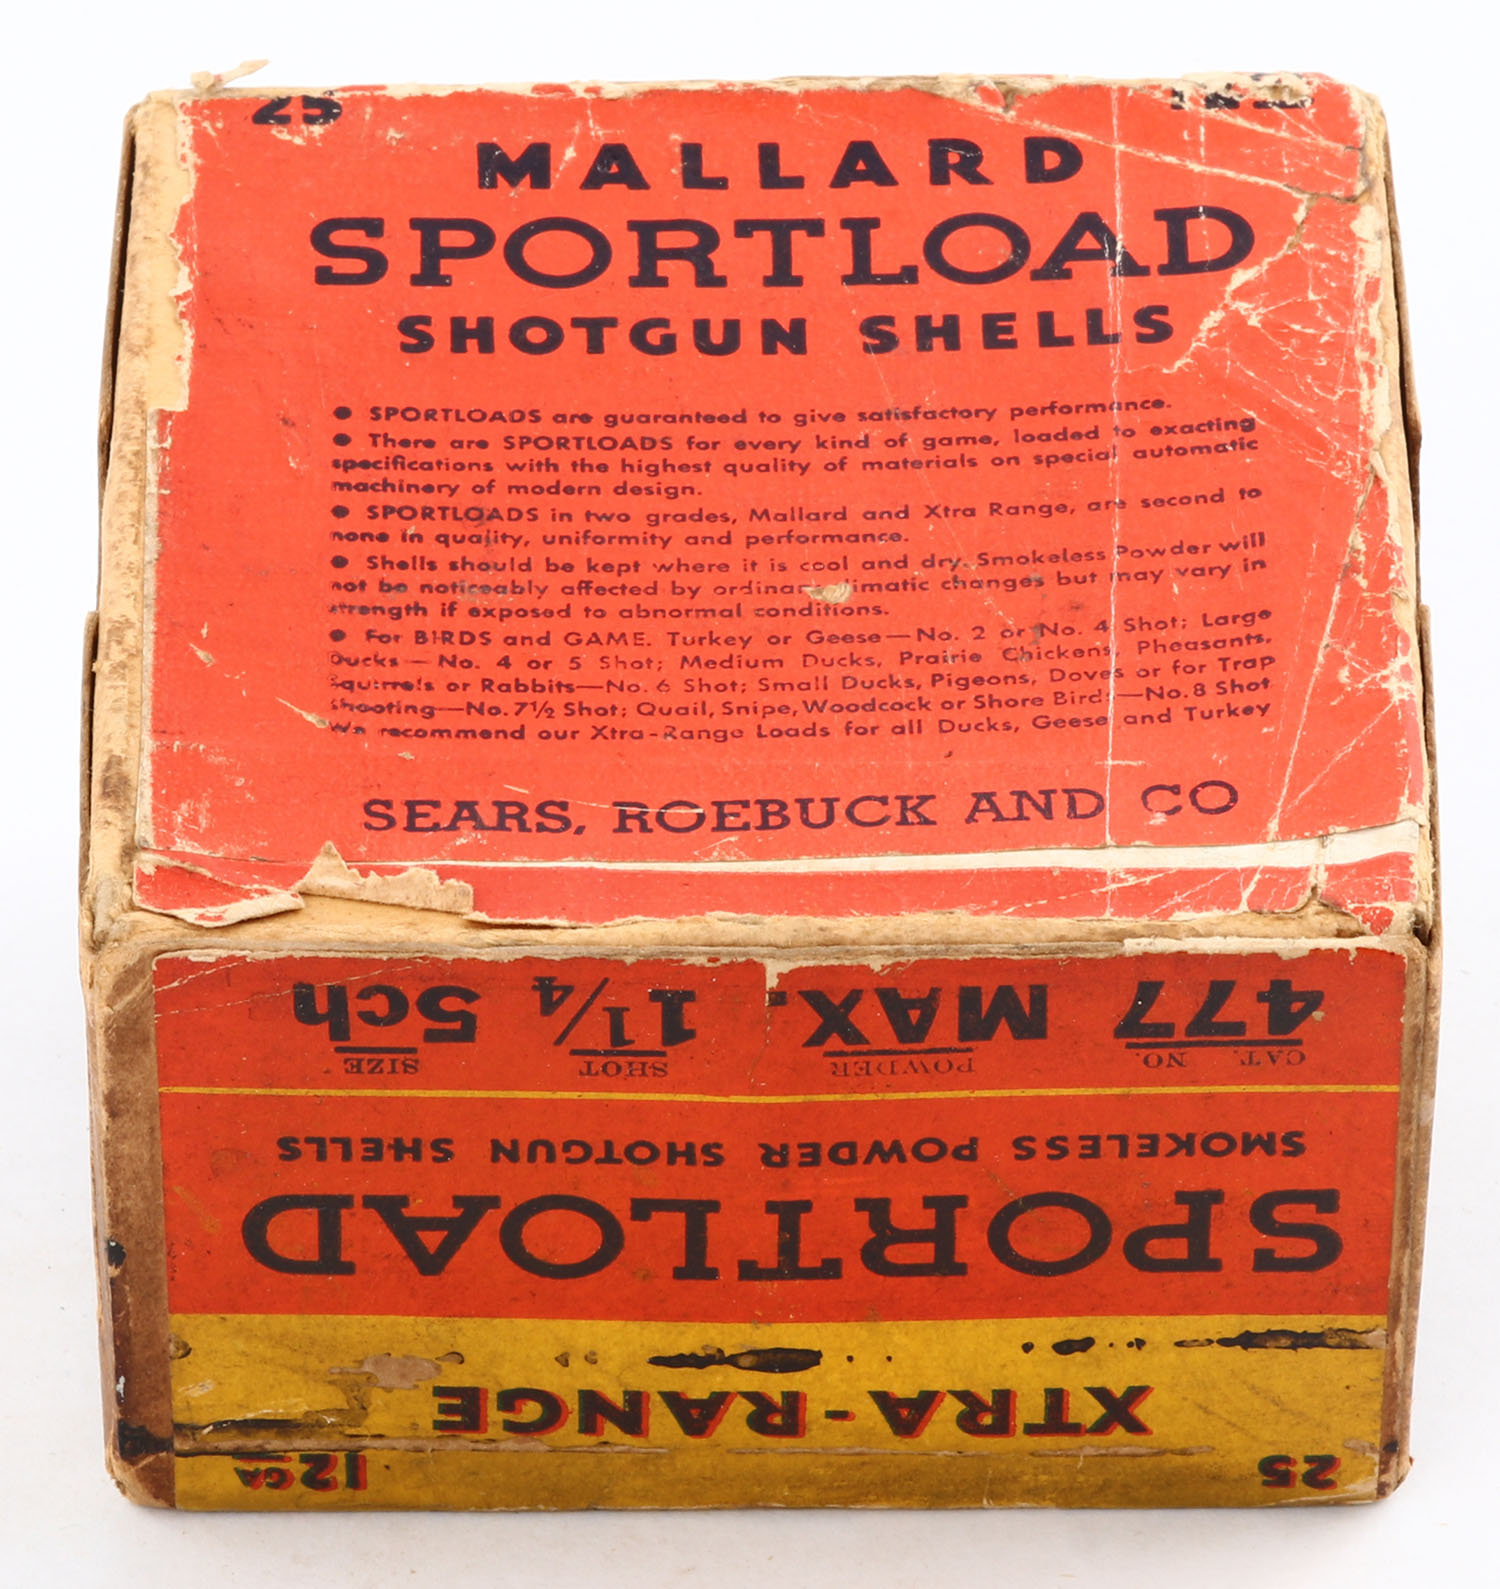 25
MALLARD
SPORTLOAD
SHOTGUN SHELLS
● SPORTLOADS are guaranteed to give satisfactory performance.
● There are SPORTLOADS for every kind of game, loaded to exacting
specifications with the highest quality of materials on special automatic
machinery of modern design.
● SPORTLOADS in two grades, Mallard and Xtra Range, are second to
none in quality, uniformity and performance.
● Shells should be kept where it is cool and dry. Smokeless Powder will
not be noticeably affected by ordinary climatic changes but may vary in
strength if exposed to abnormal conditions.
● For BIRDS and GAME. Turkey or Geese—No. 2 or No. 4 Shot; Large
Ducks—No. 4 or 5 Shot; Medium Ducks, Prairie Chickens, Pheasants,
Squirrels or Rabbits—No. 6 Shot; Small Ducks, Pigeons, Doves or for Trap
Shooting—No. 7½ Shot; Quail, Snipe, Woodcock or Shore Birds—No. 8 Shot
We recommend our Xtra-Range Loads for all Ducks, Geese and Turkey
SEARS, ROEBUCK AND CO
25 12 GA
XTRA-RANGE
SPORTLOAD
SMOKELESS POWDER SHOTGUN SHELLS
CAT. NO. POWDER SHOT SIZE
477 MAX. 1 1/4 5ch